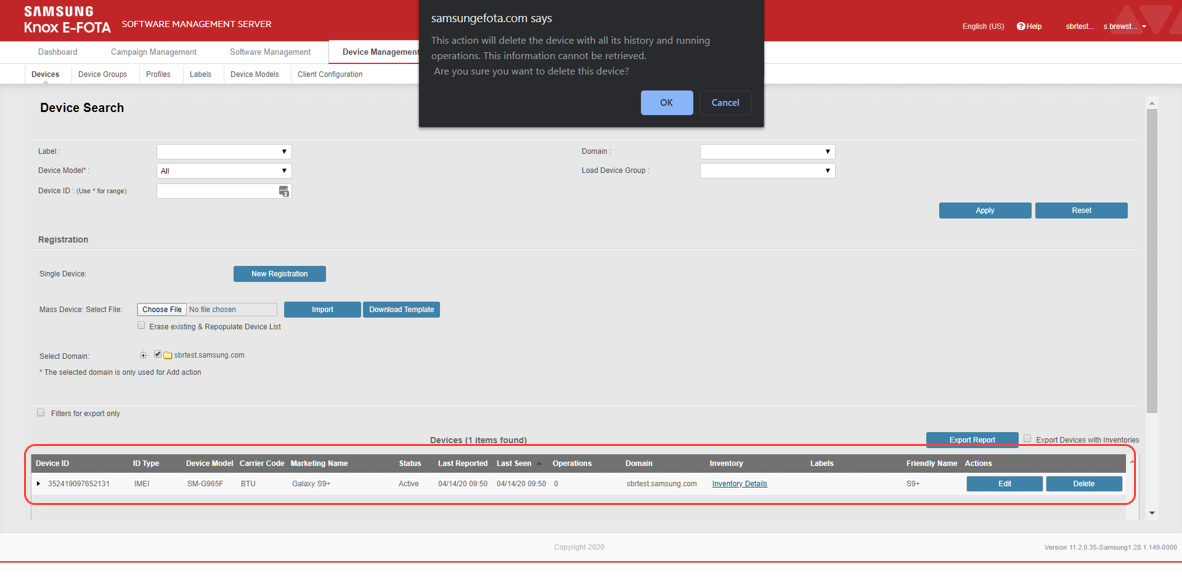 SAMSUNG
Knox E-FOTA SOFTWARE MANAGEMENT SERVER
English (US) Help sbrtest... s.brewst...
samsungefota.com says
This action will delete the device with all its history and running
operations. This information cannot be retrieved.
Are you sure you want to delete this device?
OK Cancel
Dashboard Campaign Management Software Management Device Management
Devices Device Groups Profiles Labels Device Models Client Configuration
Device Search
Label : Domain :
Device Model* : All Load Device Group :
Device ID : (Use * for range)
Apply Reset
Registration
Single Device: New Registration
Mass Device: Select File: Choose File No file chosen Import Download Template
Erase existing & Repopulate Device List
Select Domain: sbrtest.samsung.com
* The selected domain is only used for Add action
Filters for export only
Devices (1 items found) Export Report Export Devices with Inventories
Device ID ID Type Device Model Carrier Code Marketing Name Status Last Reported Last Seen Operations Domain Inventory Labels Friendly Name Actions
352419097652131 IMEI SM-G965F BTU Galaxy S9+ Active 04/14/20 09:50 04/14/20 09:50 0 sbrtest.samsung.com Inventory Details S9+ Edit Delete
Copyright 2020 Version 11.2.0.35-Samsung1.28.1.149-0000